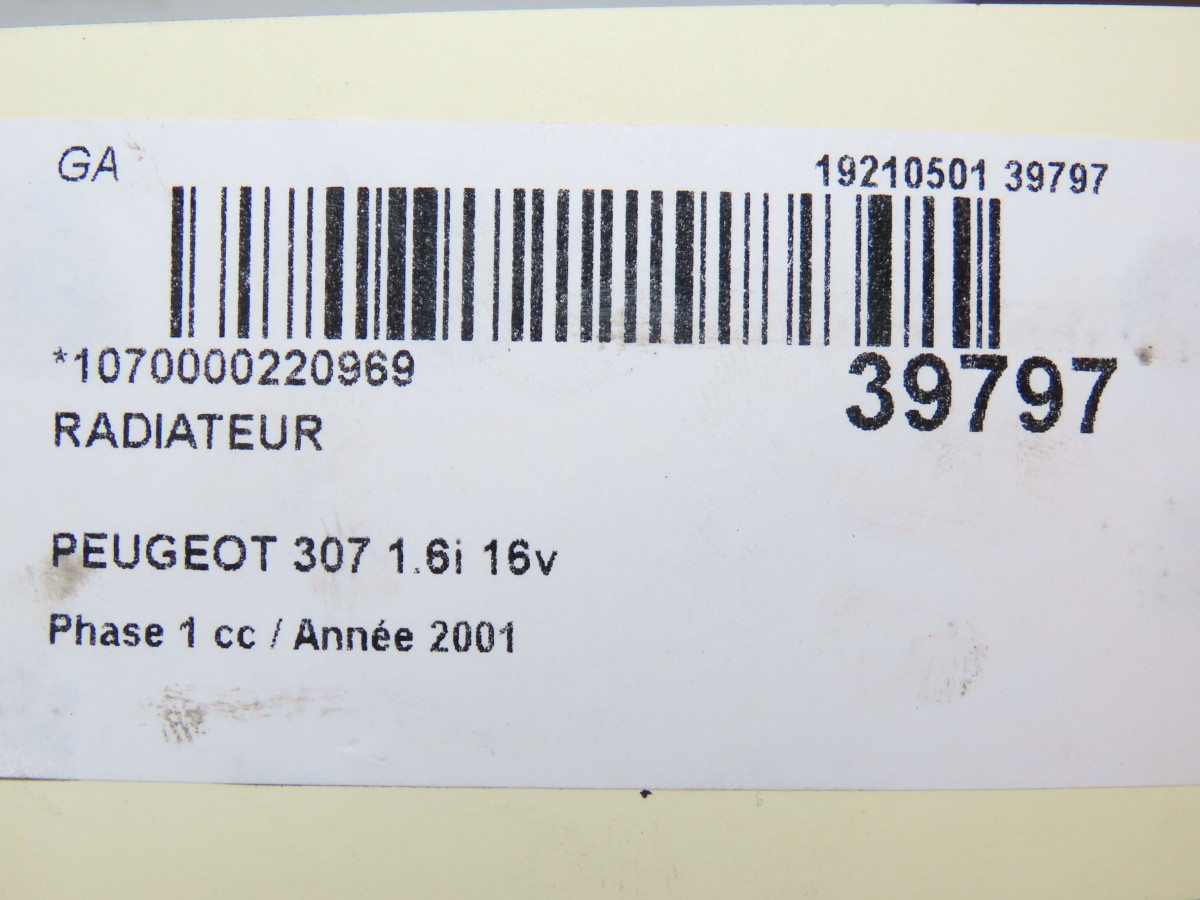 GA
19210501 39797
*1070000220969
39797
RADIATEUR
PEUGEOT 307 1.6i 16v
Phase 1 cc / Année 2001